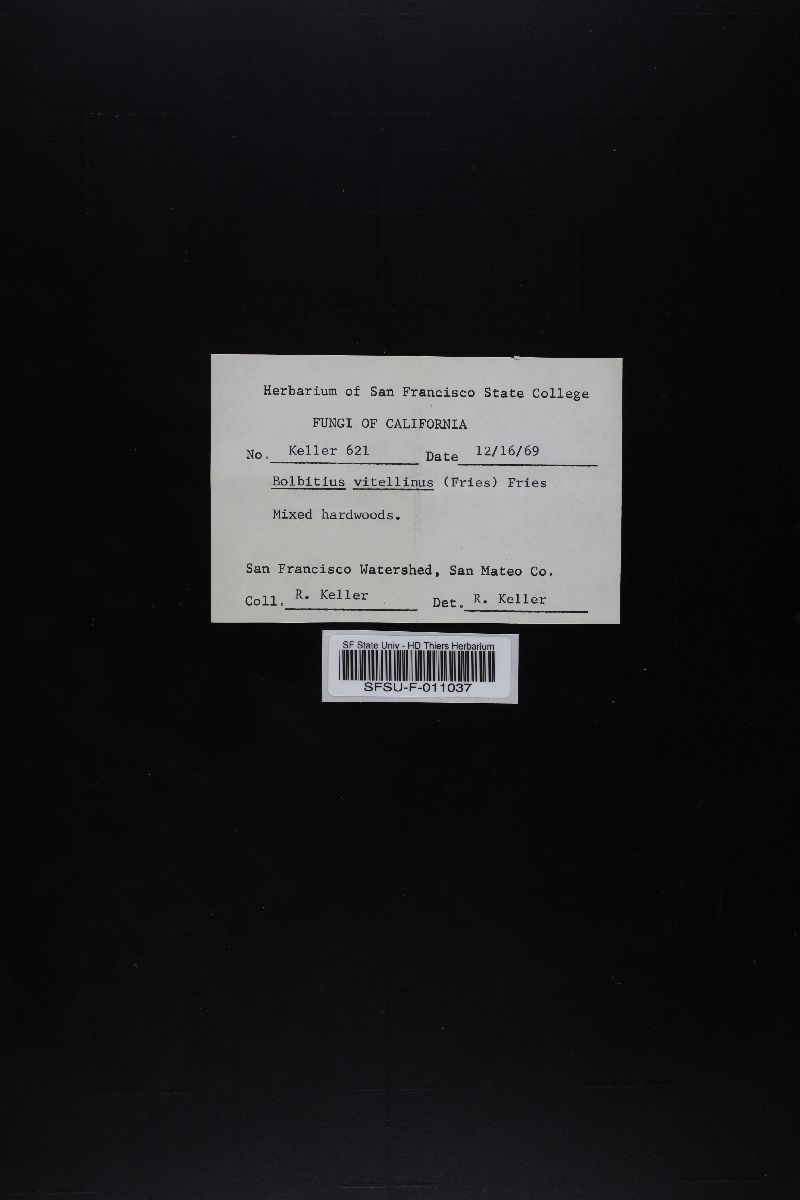 Herbarium of San Francisco State College
FUNGI OF CALIFORNIA
No. Keller 621 Date 12/16/69
Bolbitius vitellinus (Fries) Fries
Mixed hardwoods.
San Francisco Watershed, San Mateo Co.
Coll. R. Keller Det. R. Keller
SF State Univ - HD Thiers Herbarium
SFSU-F-011037